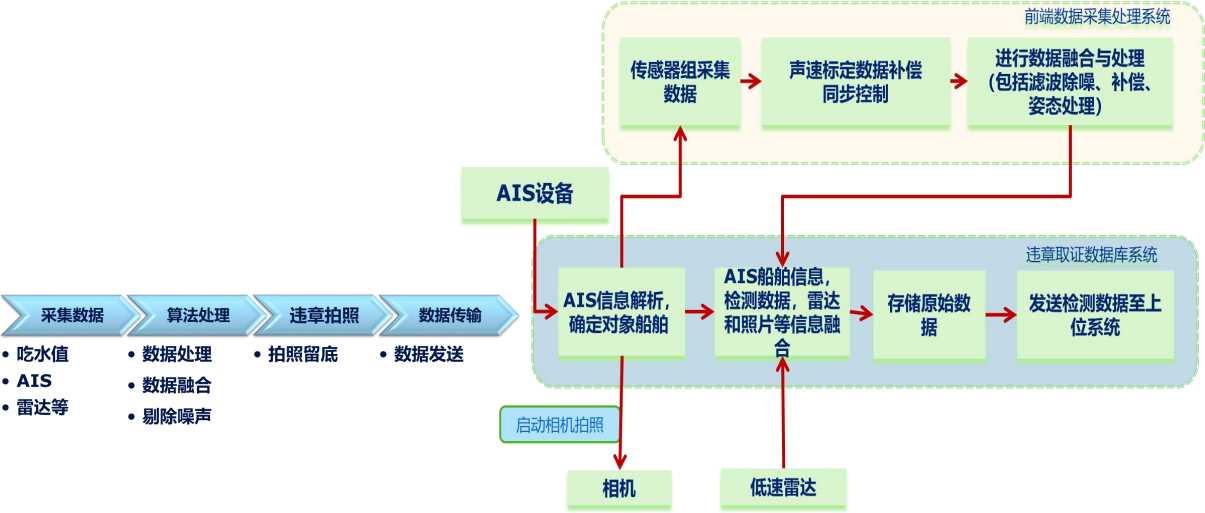 前端数据采集处理系统
传感器组采集
数据
声速标定数据补偿
同步控制
进行数据融合与处理
（包括滤波除噪、补偿、
姿态处理）
AIS设备
违章取证数据库系统
AIS信息解析，
确定对象船舶
AIS船舶信息，
检测数据，雷达
和照片等信息融
合
存储原始数
据
发送检测数据至上
位系统
采集数据
算法处理
违章拍照
数据传输
• 吃水值
• AIS
• 雷达等
• 数据处理
• 数据融合
• 剔除噪声
• 拍照留底
• 数据发送
启动相机拍照
相机
低速雷达